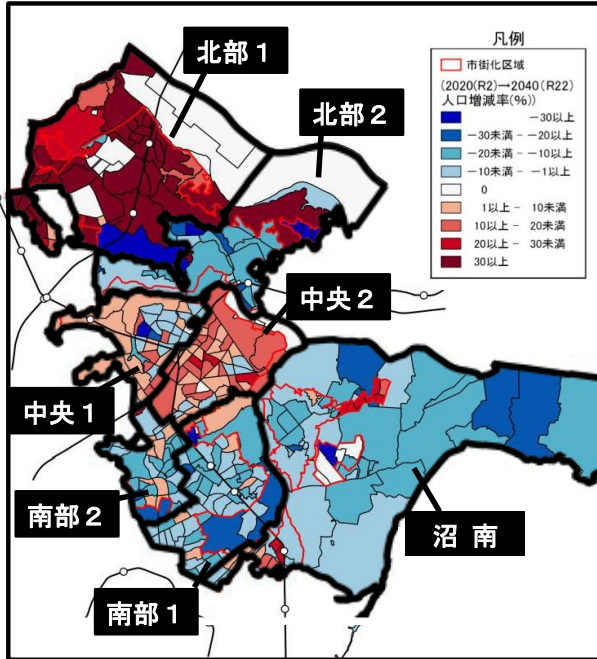 北部１
北部２
中央２
中央１
南部２
南部１
沼 南
凡例
市街化区域
(2020(R2)→2040(R22)
人口増減率(%))
－30以上
－30未満－－20以上
－20未満－－10以上
－10未満－－1以上
0
1以上－ 10未満
10以上－ 20未満
20以上－ 30未満
30以上